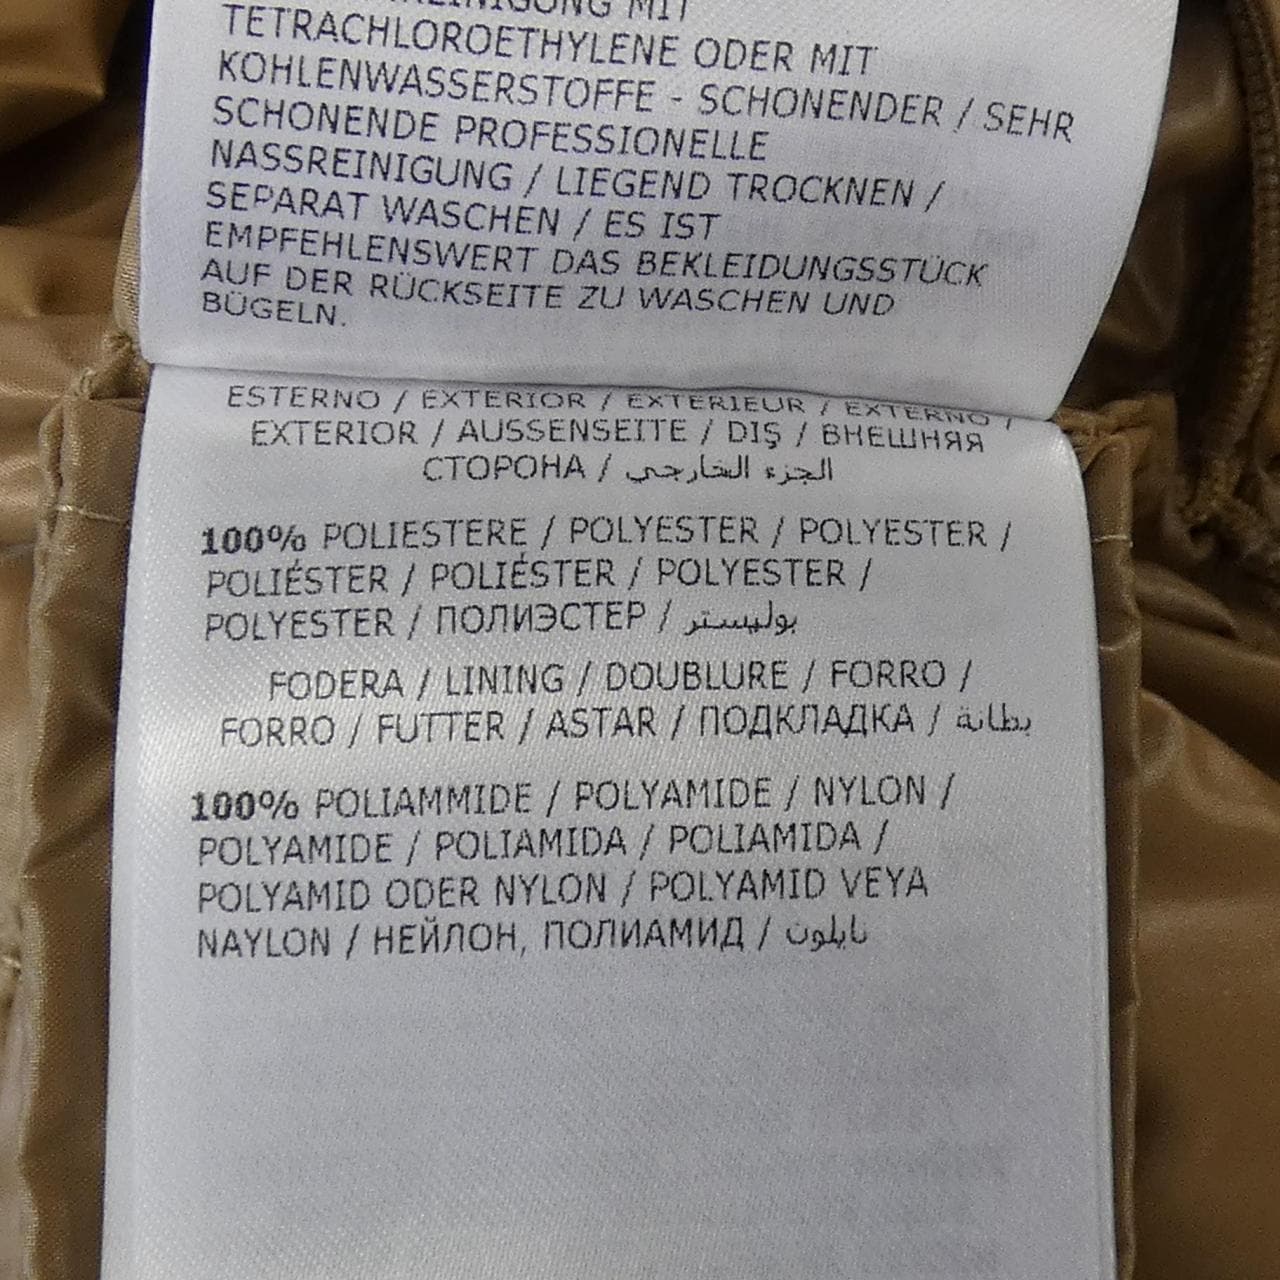 MIT
TETRACHLOROETHYLENE ODER MIT
KOHLENWASSERSTOFFE - SCHONENDER / SEHR
SCHONENDE PROFESSIONELLE
NASSREINIGUNG / LIEGEND TROCKNEN /
SEPARAT WASCHEN / ES IST
EMPFEHLENSWERT DAS BEKLEIDUNGSSTÜCK
AUF DER RÜCKSEITE ZU WASCHEN UND
BÜGELN.
ESTERNO / EXTERIOR / EXTERIEUR / EXTERNO /
EXTERIOR / AUSSENSEITE / DIŞ / ВНЕШНЯЯ
СТОРОНА / الجزء الخارجي
100% POLIESTERE / POLYESTER / POLYESTER /
POLIÉSTER / POLIÉSTER / POLYESTER /
POLYESTER / ПОЛИЭСТЕР / بوليستر
FODERA / LINING / DOUBLURE / FORRO /
FORRO / FUTTER / ASTAR / ПОДКЛАДКА / بطانة
100% POLIAMMIDE / POLYAMIDE / NYLON /
POLYAMIDE / POLIAMIDA / POLIAMIDA /
POLYAMID ODER NYLON / POLYAMID VEYA
NAYLON / НЕЙЛОН, ПОЛИАМИД / نايلون